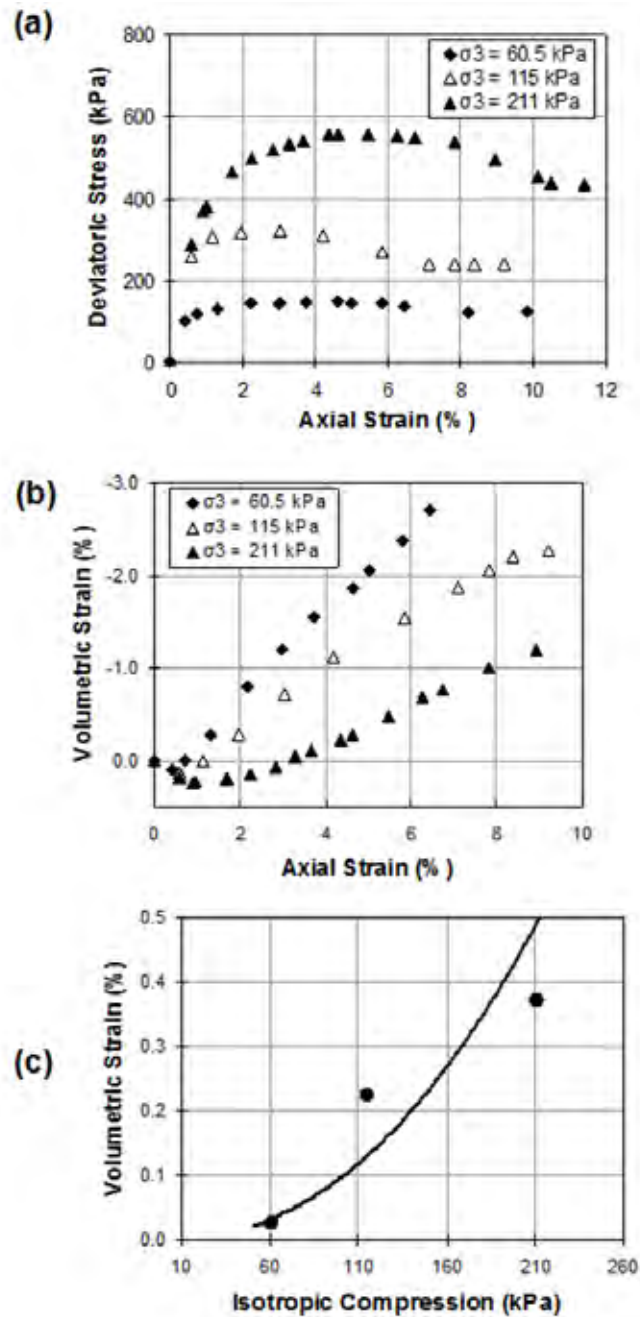 (a)
Deviatoric Stress (kPa)
800
600
400
200
0
σ3 = 60.5 kPa
σ3 = 115 kPa
σ3 = 211 kPa
0 2 4 6 8 10 12
Axial Strain (% )
(b)
Volumetric Strain (% )
-3.0
-2.0
-1.0
0.0
σ3 = 60.5 kPa
σ3 = 115 kPa
σ3 = 211 kPa
0 2 4 6 8 10
Axial Strain (% )
(c)
Volumetric Strain (% )
0.5
0.4
0.3
0.2
0.1
0.0
10 60 110 160 210 260
Isotropic Compression (kPa)